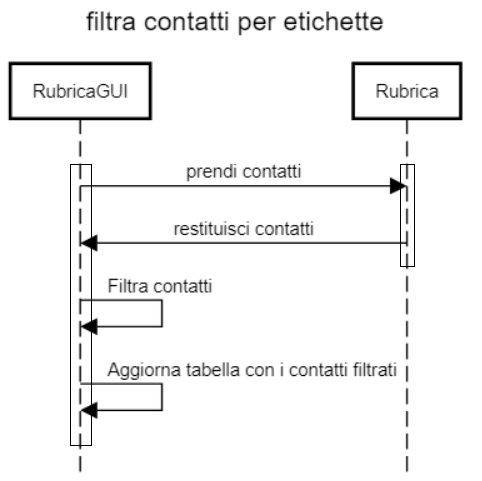 filtra contatti per etichette
RubricaGUI
Rubrica
prendi contatti
restituisci contatti
Filtra contatti
Aggiorna tabella con i contatti filtrati